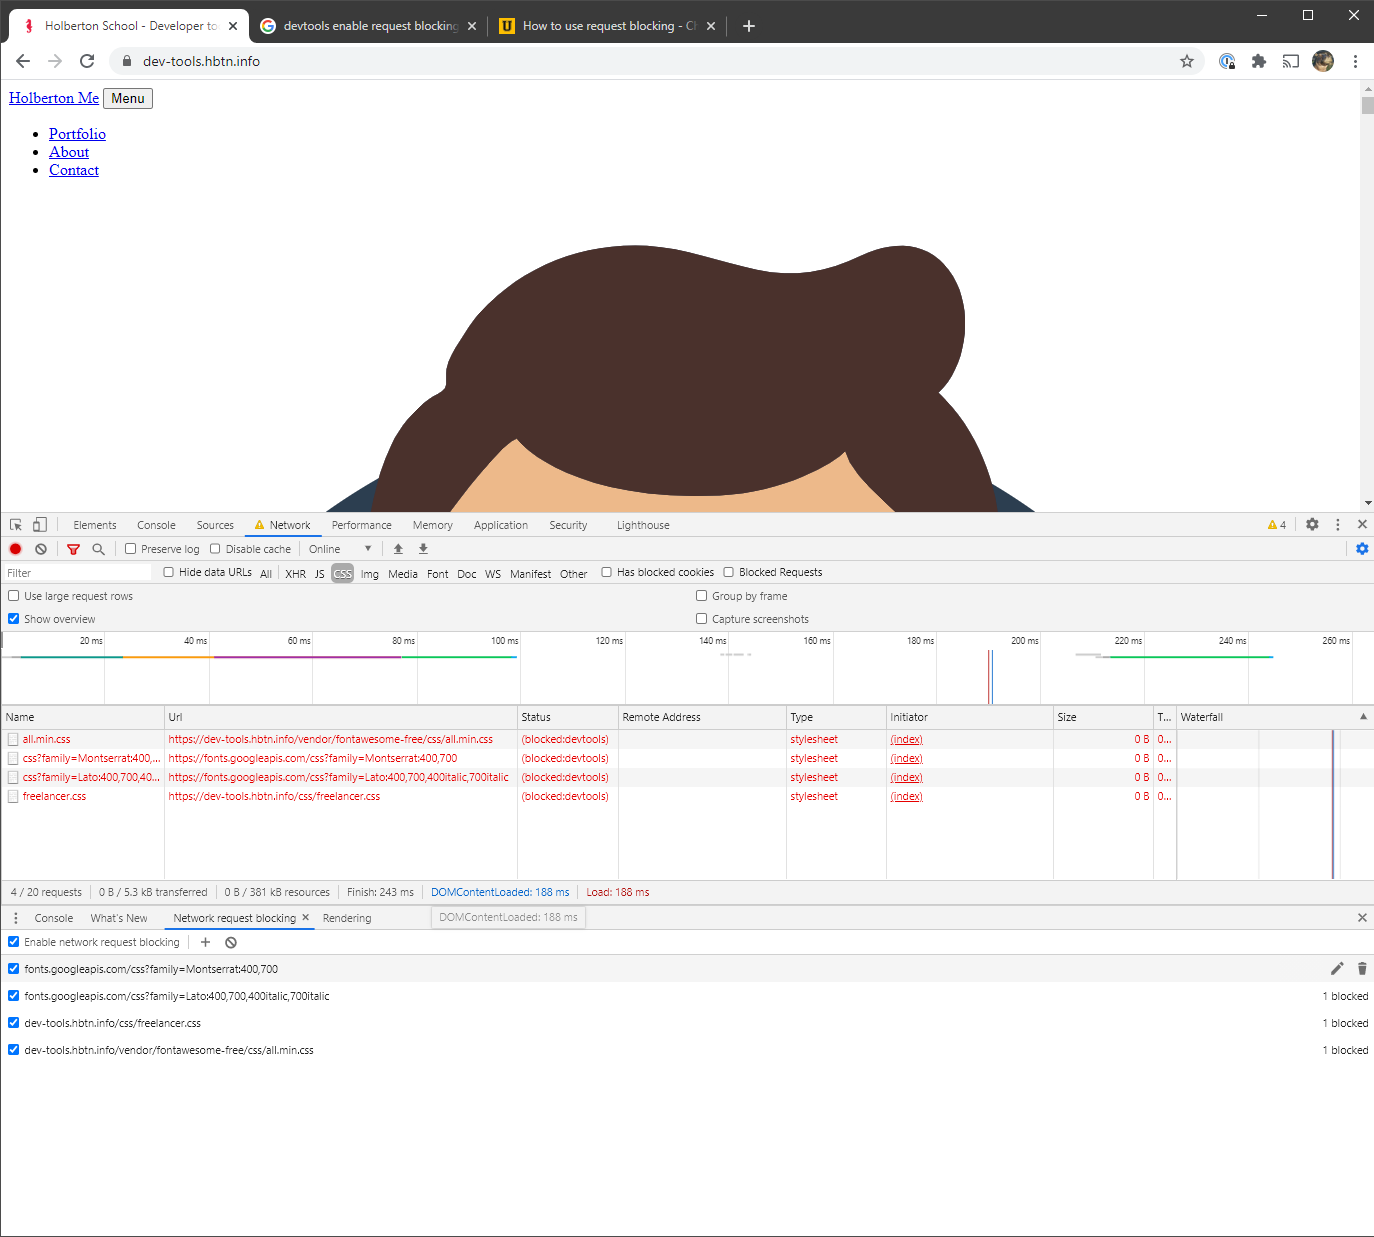 Holberton School - Developer to
devtools enable request blocking
How to use request blocking - Ch
dev-tools.hbtn.info
Holberton Me Menu
Portfolio
About
Contact
Elements Console Sources Network Performance Memory Application Security Lighthouse 4
Preserve log Disable cache Online
Filter Hide data URLs All XHR JS CSS Img Media Font Doc WS Manifest Other Has blocked cookies Blocked Requests
Use large request rows Group by frame
Show overview Capture screenshots
20 ms 40 ms 60 ms 80 ms 100 ms 120 ms 140 ms 160 ms 180 ms 200 ms 220 ms 240 ms 260 ms
Name Url Status Remote Address Type Initiator Size T... Waterfall
all.min.css https://dev-tools.hbtn.info/vendor/fontawesome-free/css/all.min.css (blocked:devtools) stylesheet (index) 0 B 0...
css?family=Montserrat:400,... https://fonts.googleapis.com/css?family=Montserrat:400,700 (blocked:devtools) stylesheet (index) 0 B 0...
css?family=Lato:400,700,40... https://fonts.googleapis.com/css?family=Lato:400,700,400italic,700italic (blocked:devtools) stylesheet (index) 0 B 0...
freelancer.css https://dev-tools.hbtn.info/css/freelancer.css (blocked:devtools) stylesheet (index) 0 B 0...
4 / 20 requests 0 B / 5.3 kB transferred 0 B / 381 kB resources Finish: 243 ms DOMContentLoaded: 188 ms Load: 188 ms
Console What's New Network request blocking Rendering DOMContentLoaded: 188 ms
Enable network request blocking
fonts.googleapis.com/css?family=Montserrat:400,700
fonts.googleapis.com/css?family=Lato:400,700,400italic,700italic 1 blocked
dev-tools.hbtn.info/css/freelancer.css 1 blocked
dev-tools.hbtn.info/vendor/fontawesome-free/css/all.min.css 1 blocked